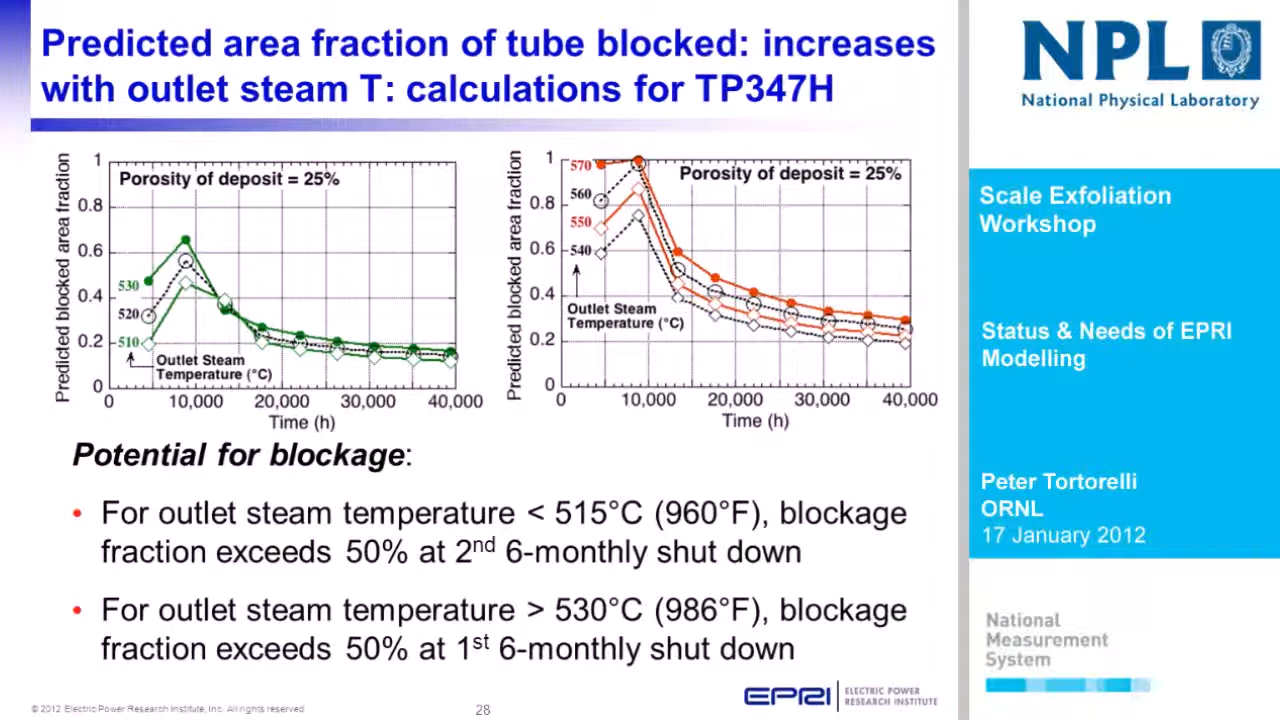 Predicted area fraction of tube blocked: increases
with outlet steam T: calculations for TP347H
Predicted blocked area fraction
1
0.8
0.6
0.4
0.2
0
Porosity of deposit = 25%
530
520
510
Outlet Steam
Temperature (°C)
0 10,000 20,000 30,000 40,000
Time (h)
Predicted blocked area fraction
1
0.8
0.6
0.4
0.2
0
Porosity of deposit = 25%
570
560
550
540
Outlet Steam
Temperature (°C)
0 10,000 20,000 30,000 40,000
Time (h)
Potential for blockage:
• For outlet steam temperature < 515°C (960°F), blockage
fraction exceeds 50% at 2nd 6-monthly shut down
• For outlet steam temperature > 530°C (986°F), blockage
fraction exceeds 50% at 1st 6-monthly shut down
© 2012 Electric Power Research Institute, Inc. All rights reserved
28
EPRI
ELECTRIC POWER
RESEARCH INSTITUTE
NPL
National Physical Laboratory
Scale Exfoliation
Workshop
Status & Needs of EPRI
Modelling
Peter Tortorelli
ORNL
17 January 2012
National
Measurement
System